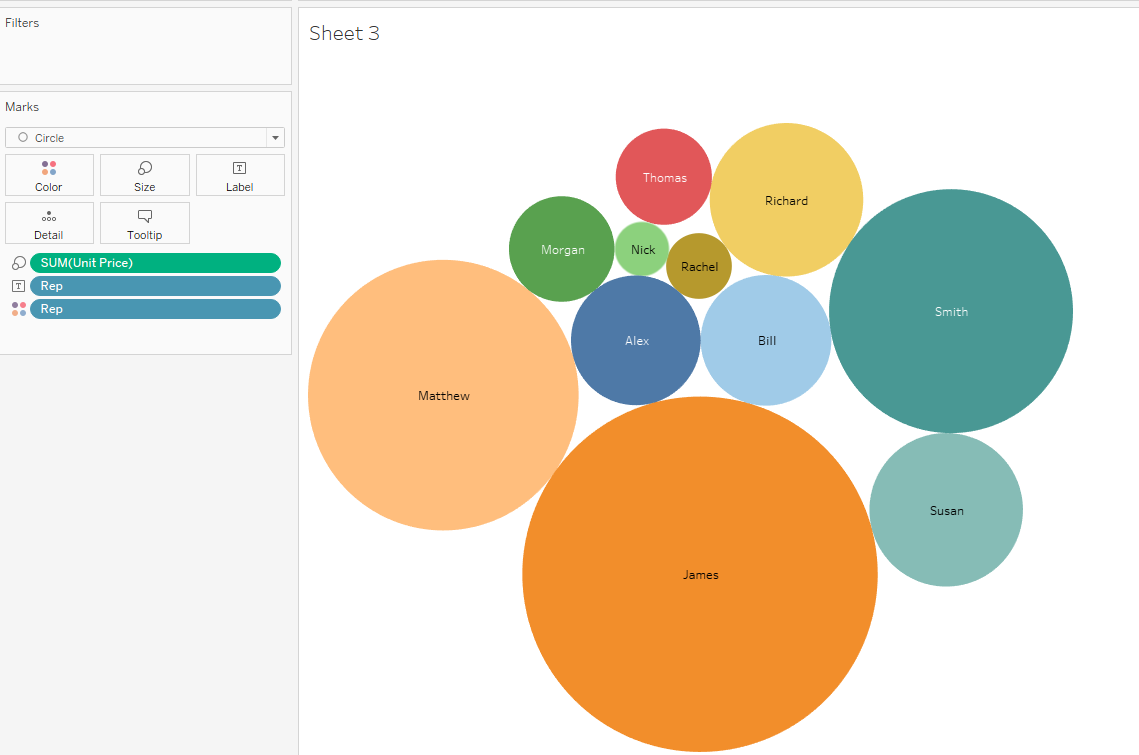 Filters
Marks
Circle
Color
Size
Label
Detail
Tooltip
SUM(Unit Price)
Rep
Rep
Sheet 3
Thomas
Richard
Morgan
Nick
Rachel
Smith
Alex
Bill
Matthew
Susan
James